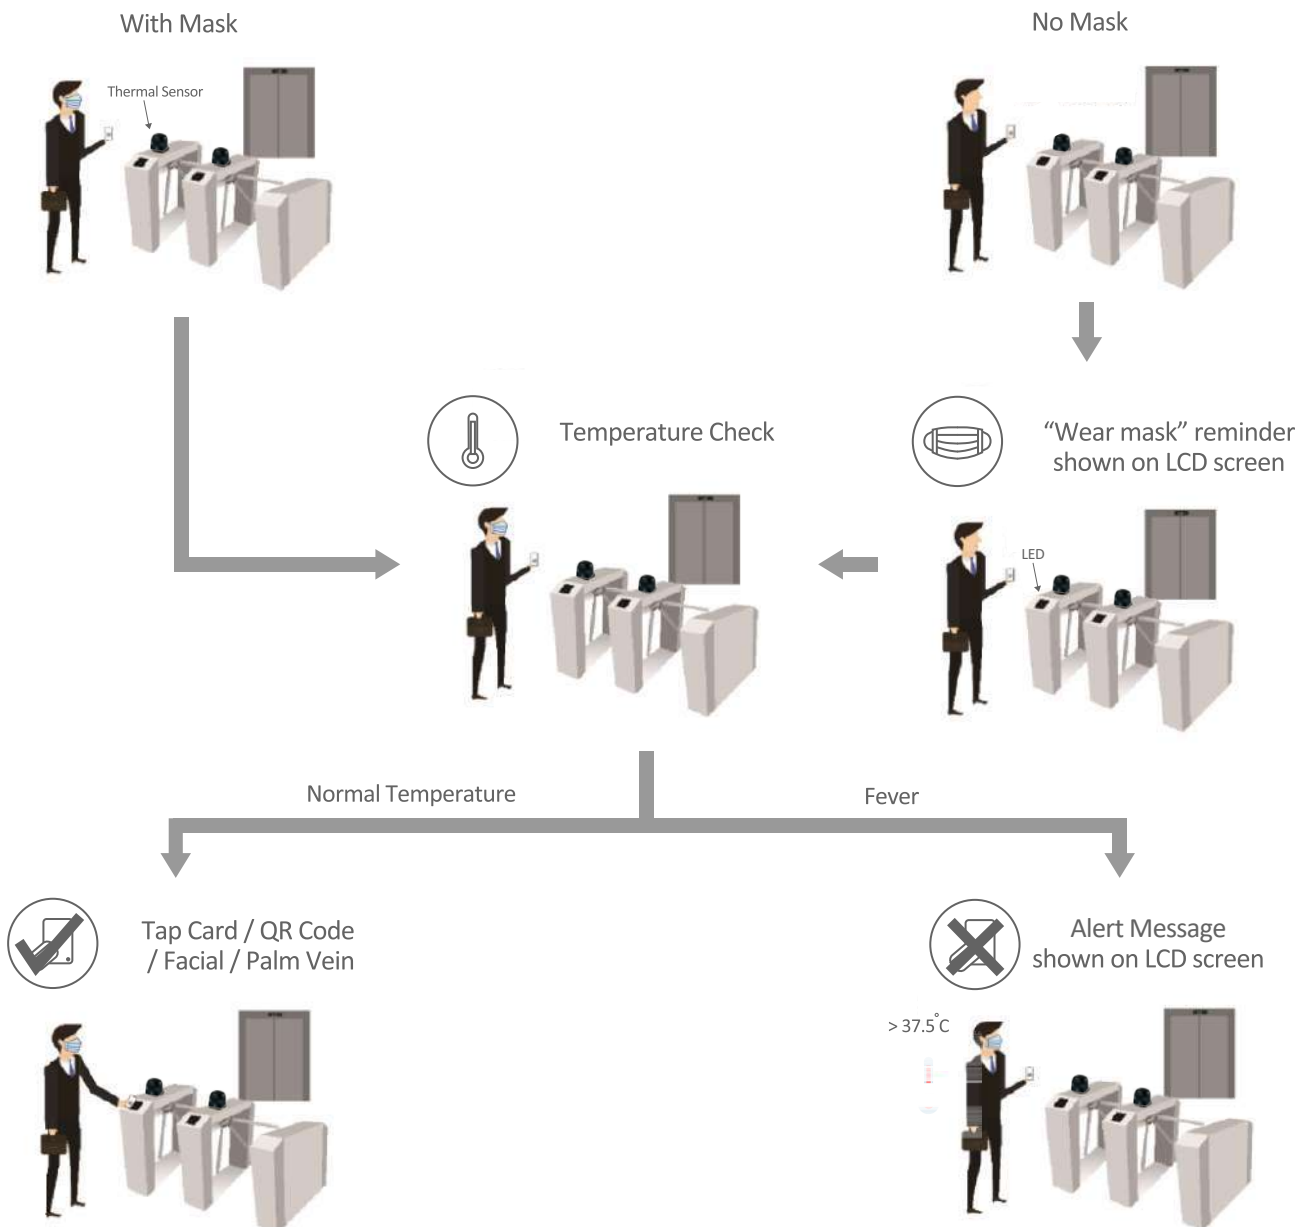 With Mask
No Mask
Thermal Sensor
Temperature Check
“Wear mask” reminder
shown on LCD screen
LED
Normal Temperature
Fever
Tap Card / QR Code
/ Facial / Palm Vein
Alert Message
shown on LCD screen
> 37.5°C